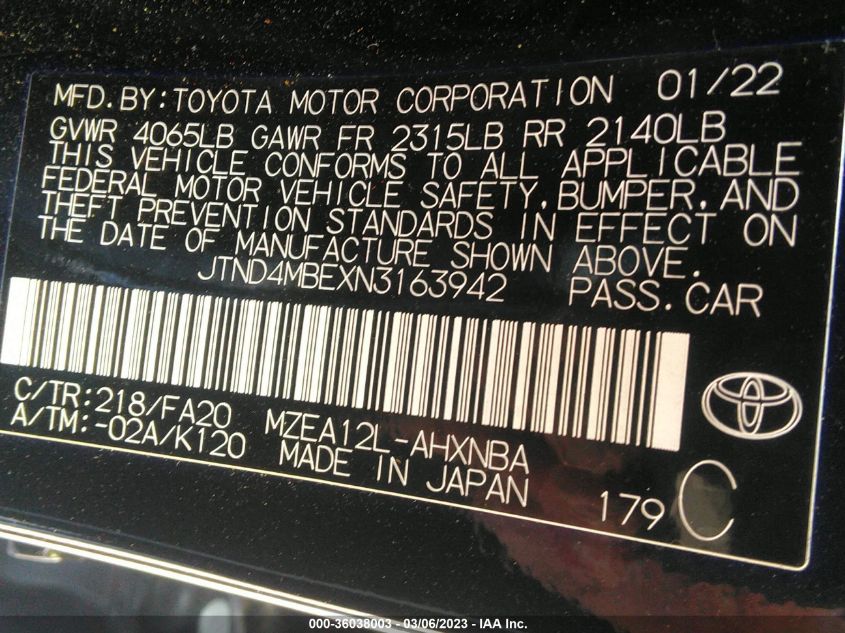 MFD.BY:TOYOTA MOTOR CORPORATION 01/22
GVWR 4065LB GAWR FR 2315LB RR 2140LB
THIS VEHICLE CONFORMS TO ALL APPLICABLE
FEDERAL MOTOR VEHICLE SAFETY,BUMPER,AND
THEFT PREVENTION STANDARDS IN EFFECT ON
THE DATE OF MANUFACTURE SHOWN ABOVE.
JTND4MBEXN3163942 PASS.CAR
C/TR:218/FA20 MZEA12L-AHXNBA
A/TM:-02A/K120 MADE IN JAPAN
179 C
000-36038003 — 03/06/2023 — IAA Inc.